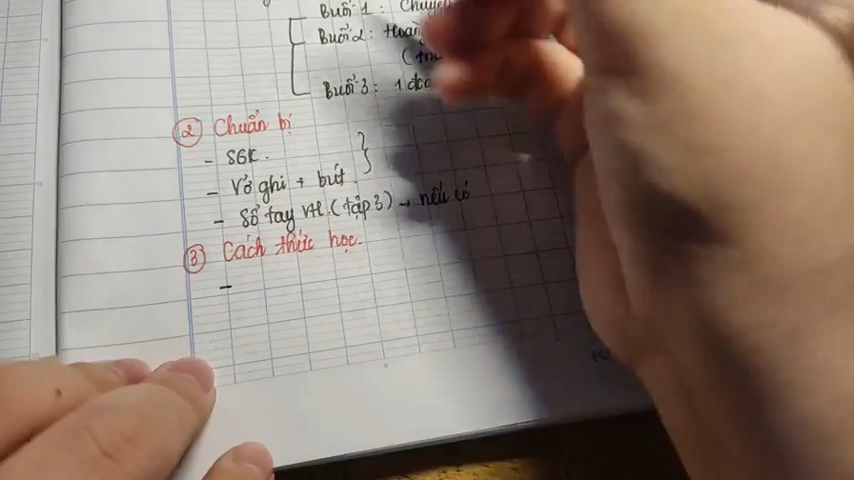 Buổi 1 : Chuyên
Buổi 2 : Hoàn
Buổi 3 : 1 đoạ
② Chuẩn bị
- SGK.
- Vở ghi + bút
- Sổ tay VH (tập 3) → nếu có
③ Cách thức học.
-